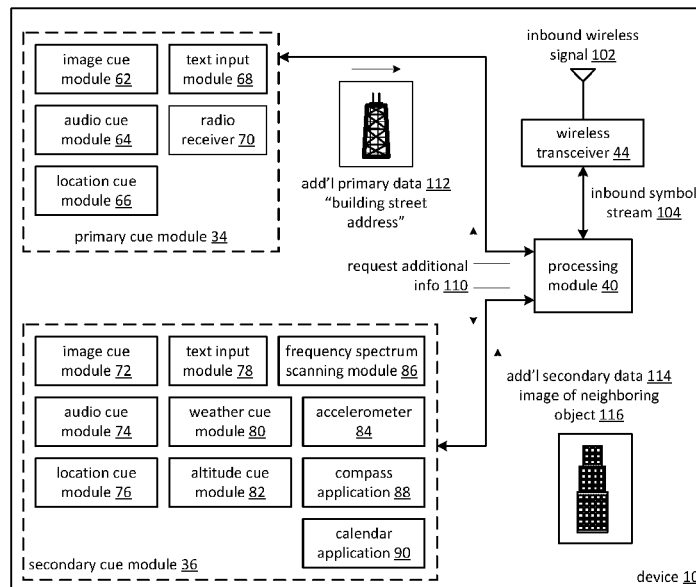 image cue
module 62
text input
module 68
audio cue
module 64
radio
receiver 70
location cue
module 66
primary cue module 34
add'l primary data 112
"building street
address"
inbound wireless
signal 102
wireless
transceiver 44
inbound symbol
stream 104
request additional
info 110
processing
module 40
image cue
module 72
text input
module 78
frequency spectrum
scanning module 86
audio cue
module 74
weather cue
module 80
accelerometer
84
location cue
module 76
altitude cue
module 82
compass
application 88
calendar
application 90
secondary cue module 36
add'l secondary data 114
image of neighboring
object 116
device 10